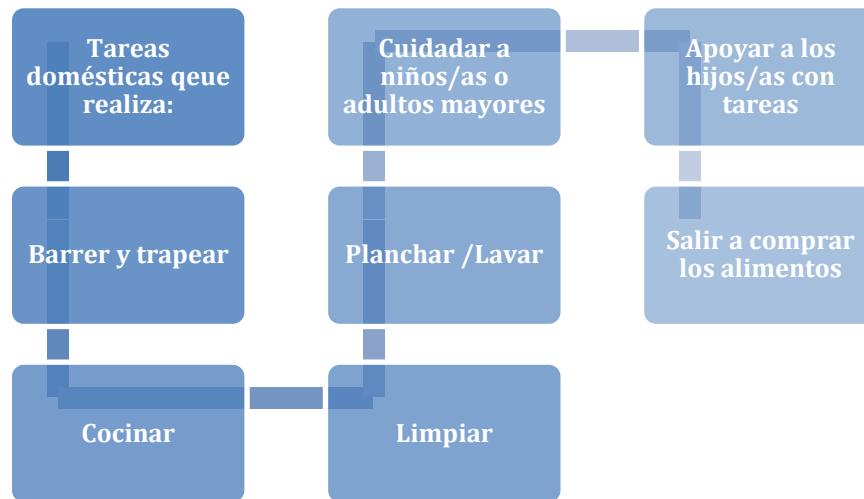 Tareas
domésticas qeue
realiza:
Barrer y trapear
Cocinar
Limpiar
Planchar /Lavar
Cuidadar a
niños/as o
adultos mayores
Apoyar a los
hijos/as con
tareas
Salir a comprar
los alimentos